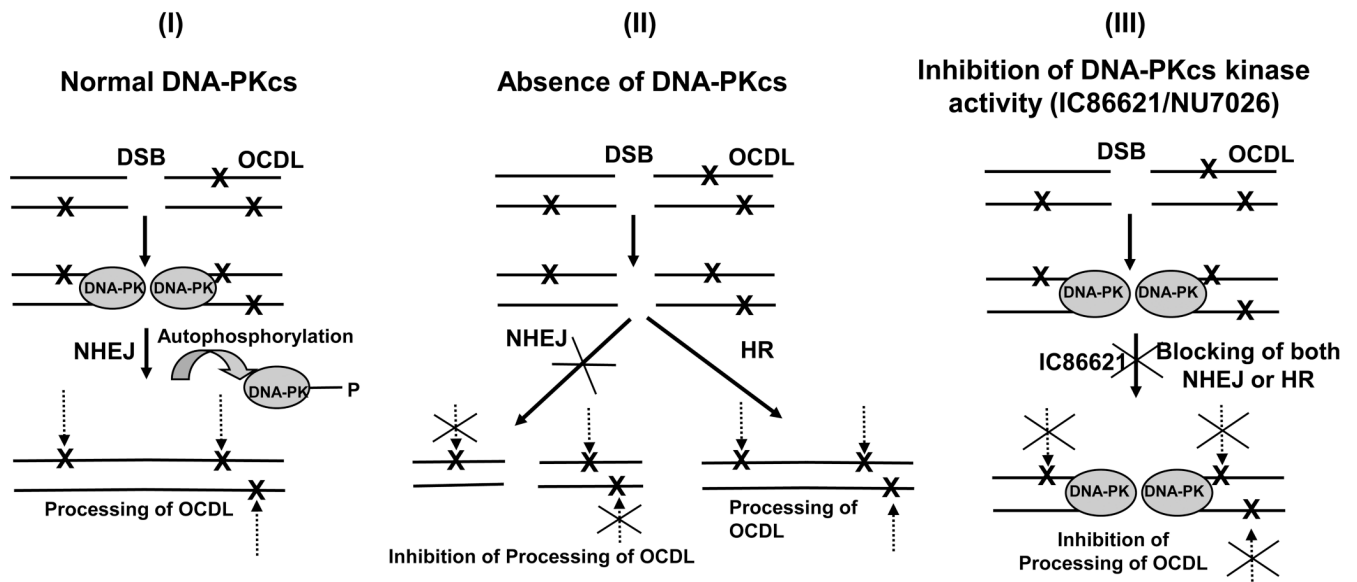 (I)
Normal DNA-PKcs
DSB
OCDL
X
X
X
X
X
X
DNA-PK
DNA-PK
NHEJ
Autophosphorylation
DNA-PK
P
X
X
X
Processing of OCDL
(II)
Absence of DNA-PKcs
DSB
OCDL
X
X
X
X
X
X
NHEJ
HR
X
X
X
X
X
X
Inhibition of Processing of OCDL
Processing of
OCDL
(III)
Inhibition of DNA-PKcs kinase
activity (IC86621/NU7026)
DSB
OCDL
X
X
X
X
X
X
DNA-PK
DNA-PK
IC86621
Blocking of both
NHEJ or HR
X
X
X
DNA-PK
DNA-PK
Inhibition of
Processing of OCDL